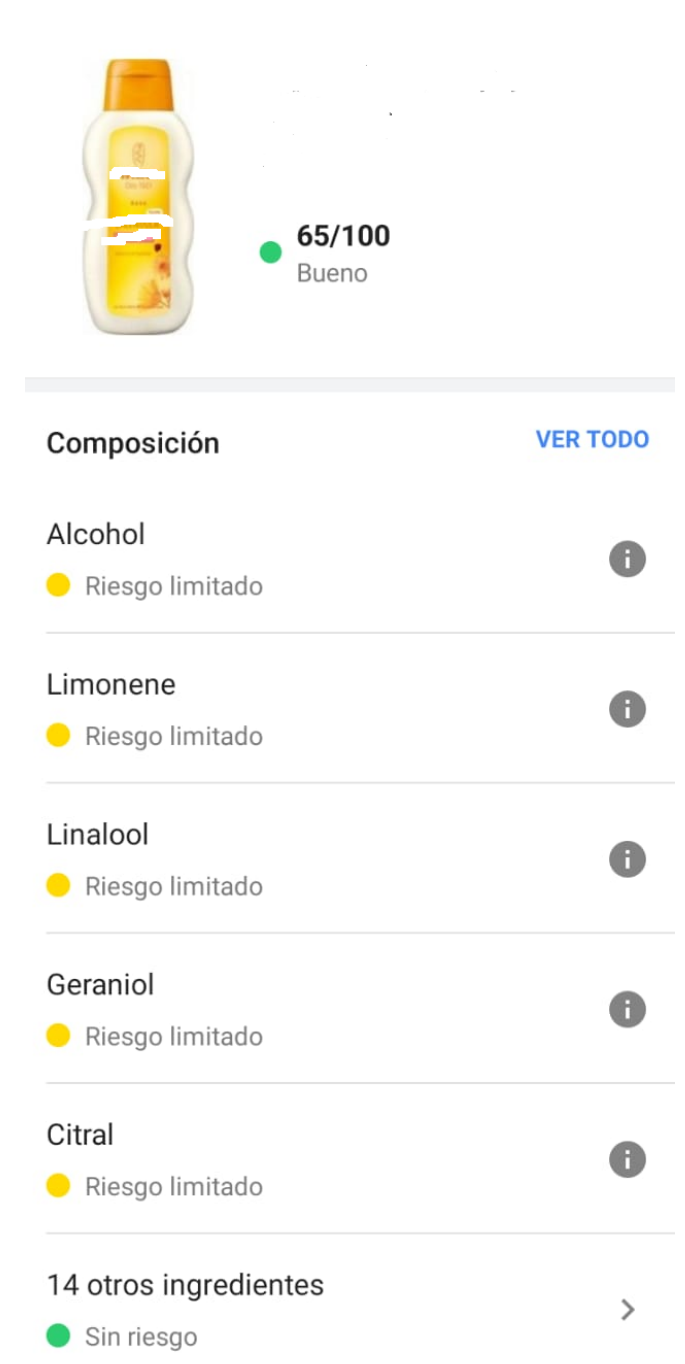 65/100
Bueno
Composición
VER TODO
Alcohol
Riesgo limitado
Limonene
Riesgo limitado
Linalool
Riesgo limitado
Geraniol
Riesgo limitado
Citral
Riesgo limitado
14 otros ingredientes
Sin riesgo